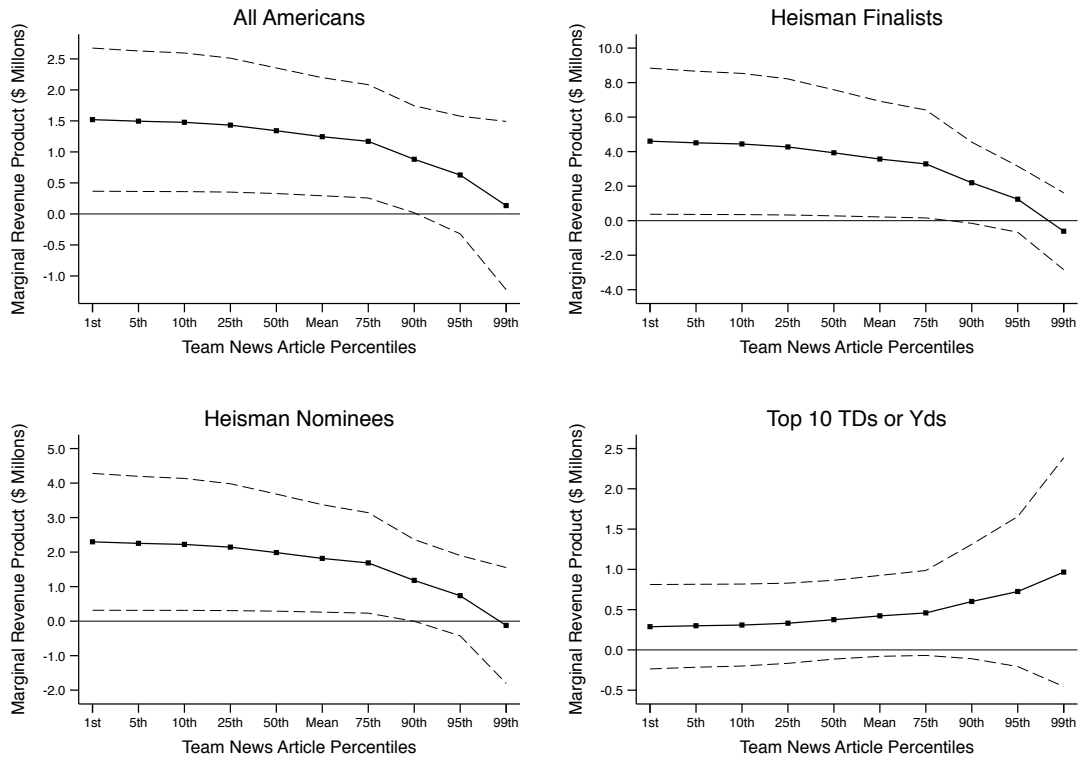 All Americans
Marginal Revenue Product ($ Millons)
2.5
2.0
1.5
1.0
0.5
0.0
-0.5
-1.0
1st 5th 10th 25th 50th Mean 75th 90th 95th 99th
Team News Article Percentiles
Heisman Finalists
Marginal Revenue Product ($ Millons)
10.0
8.0
6.0
4.0
2.0
0.0
-2.0
-4.0
1st 5th 10th 25th 50th Mean 75th 90th 95th 99th
Team News Article Percentiles
Heisman Nominees
Marginal Revenue Product ($ Millons)
5.0
4.0
3.0
2.0
1.0
0.0
-1.0
-2.0
1st 5th 10th 25th 50th Mean 75th 90th 95th 99th
Team News Article Percentiles
Top 10 TDs or Yds
Marginal Revenue Product ($ Millons)
2.5
2.0
1.5
1.0
0.5
0.0
-0.5
1st 5th 10th 25th 50th Mean 75th 90th 95th 99th
Team News Article Percentiles